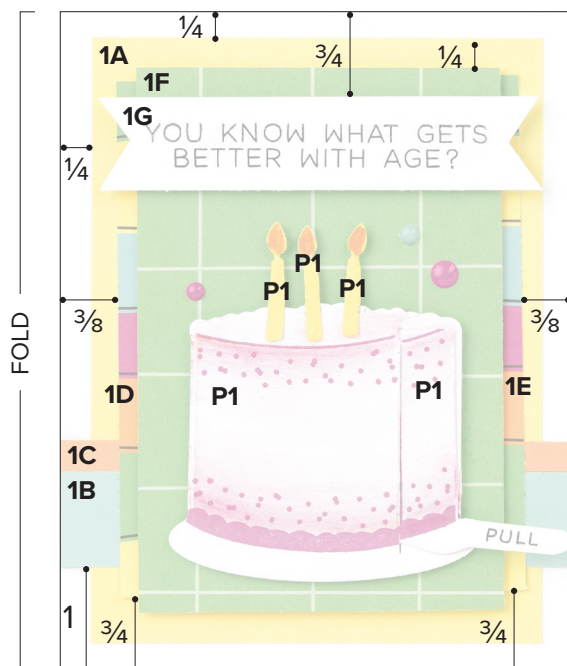 ¼
1A
¾
¼
1F
1G
YOU KNOW WHAT GETS
BETTER WITH AGE?
¼
P1
P1
P1
⅜
⅜
FOLD
P1
P1
1D
1E
1C
1B
PULL
1
¾
¾